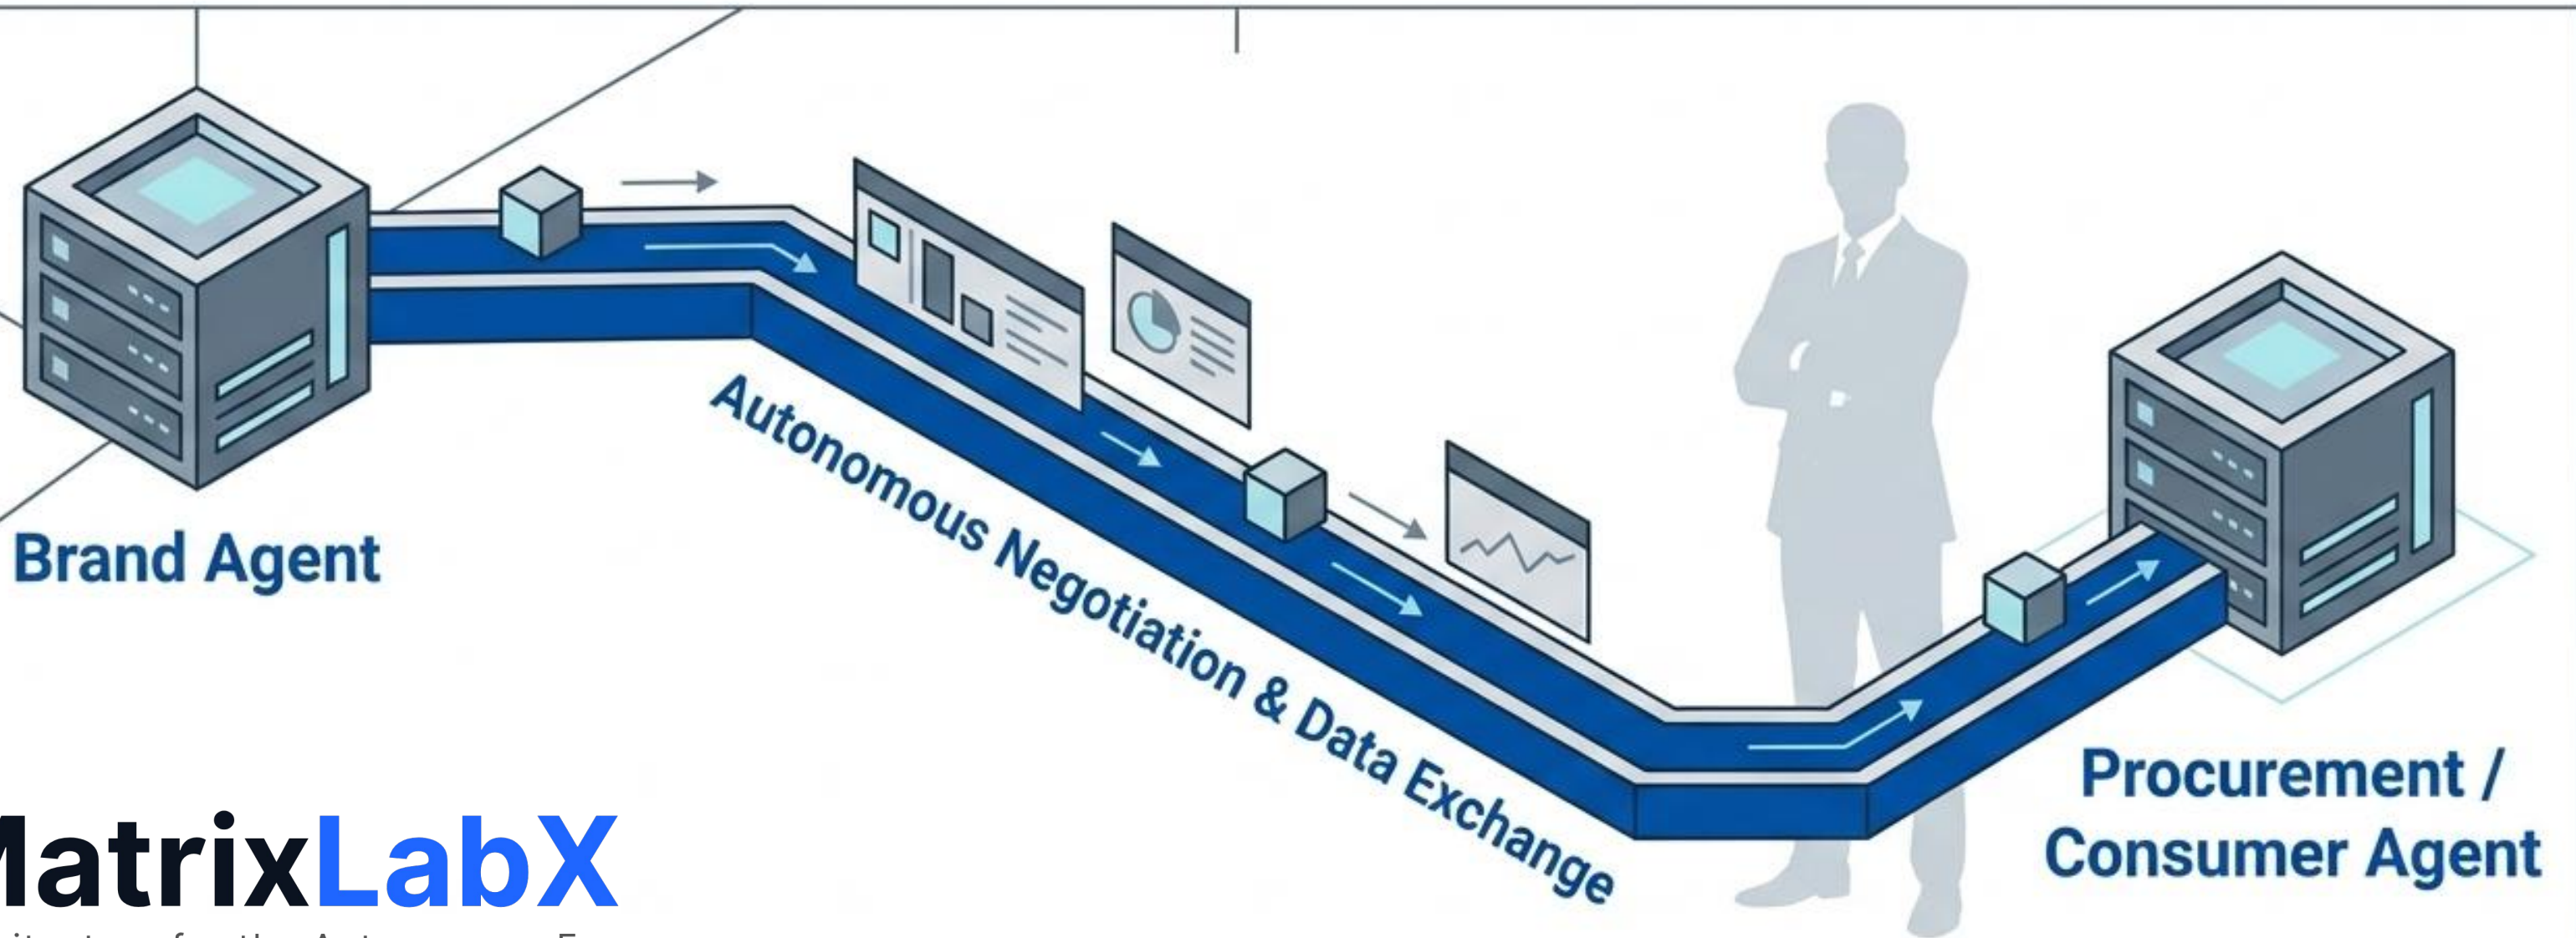 Brand Agent
Autonomous Negotiation & Data Exchange
Procurement /
Consumer Agent
MatrixLabX